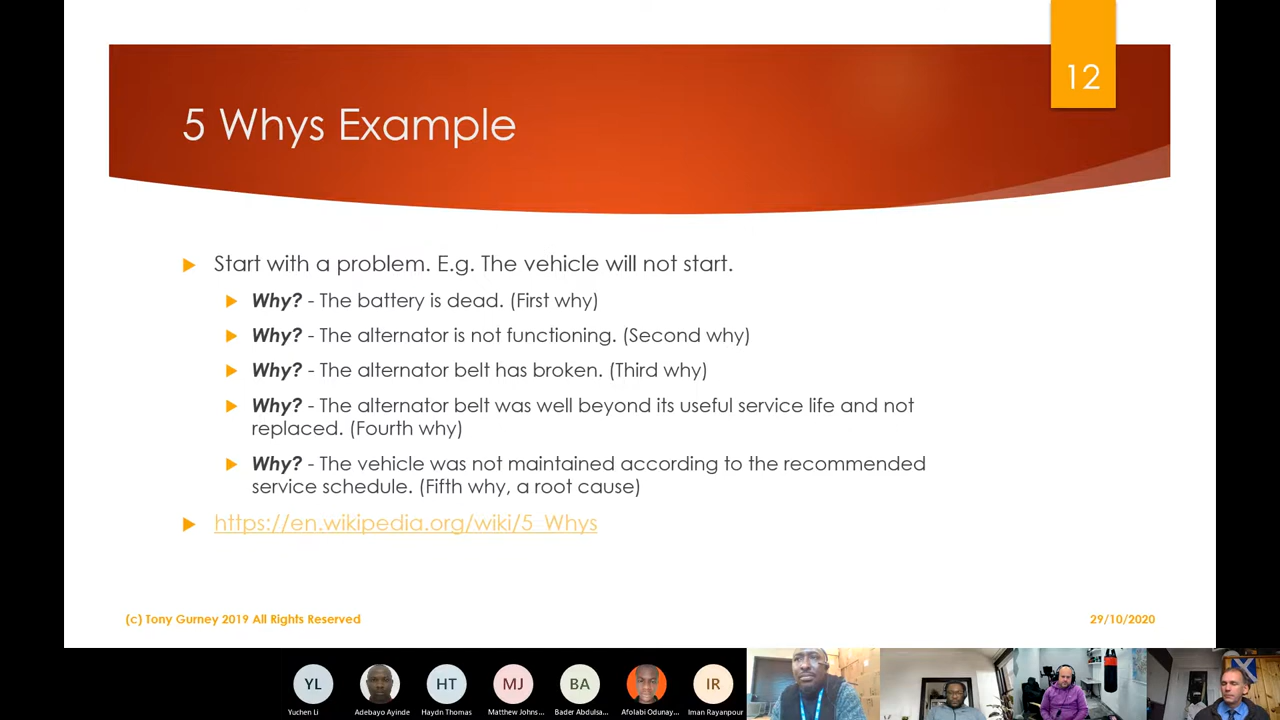 12
5 Whys Example
Start with a problem. E.g. The vehicle will not start.
Why? - The battery is dead. (First why)
Why? - The alternator is not functioning. (Second why)
Why? - The alternator belt has broken. (Third why)
Why? - The alternator belt was well beyond its useful service life and not
replaced. (Fourth why)
Why? - The vehicle was not maintained according to the recommended
service schedule. (Fifth why, a root cause)
https://en.wikipedia.org/wiki/5_Whys
(c) Tony Gurney 2019 All Rights Reserved
29/10/2020
YL
HT
MJ
BA
IR
Yuchen Li
Adebayo Ayinde
Haydn Thomas
Matthew Johns...
Bader Abdulsa...
Afolabi Odunay...
Iman Rayanpour